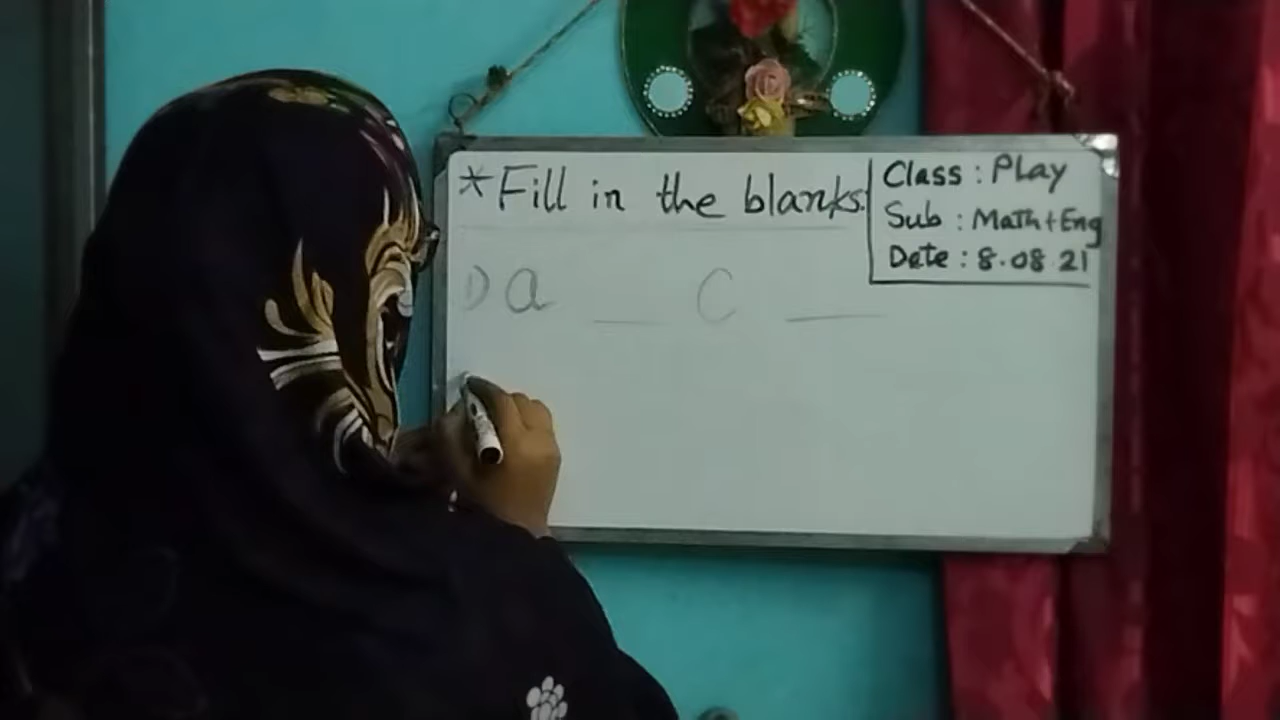 *Fill in the blanks.
Class : PLay
Sub : Math+Eng
Date : 8.08.21
1) a __ c __